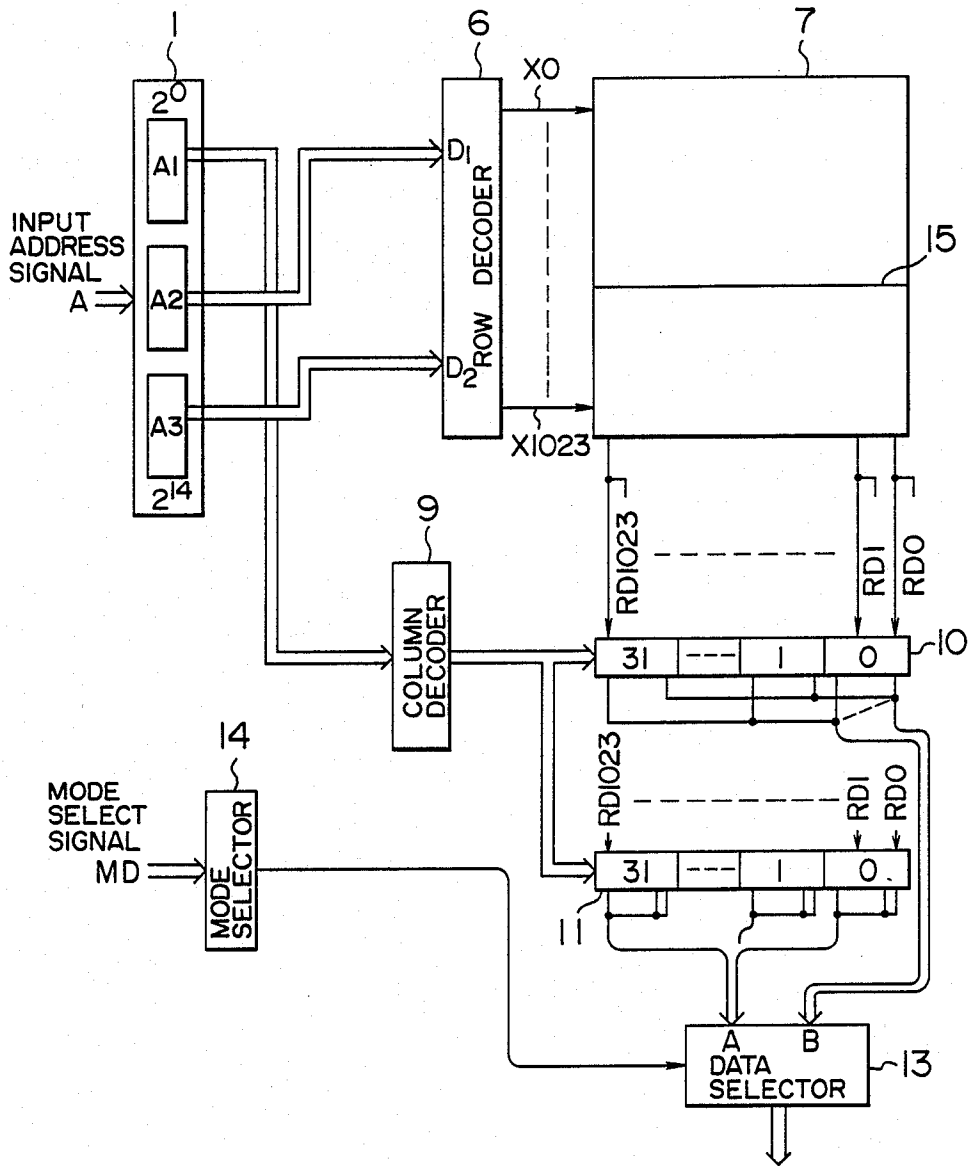 1
6
7
2^0
X0
A1
D1
INPUT
ADDRESS
SIGNAL
A
A2
ROW DECODER
15
D2
A3
X1023
2^14
9
RD1023
RD1
RD0
COLUMN
DECODER
31
1
0
10
14
MODE
SELECT
SIGNAL
MD
MODE
SELECTOR
RD1023
RD1
RD0
31
1
0
11
A
B
DATA
SELECTOR
13